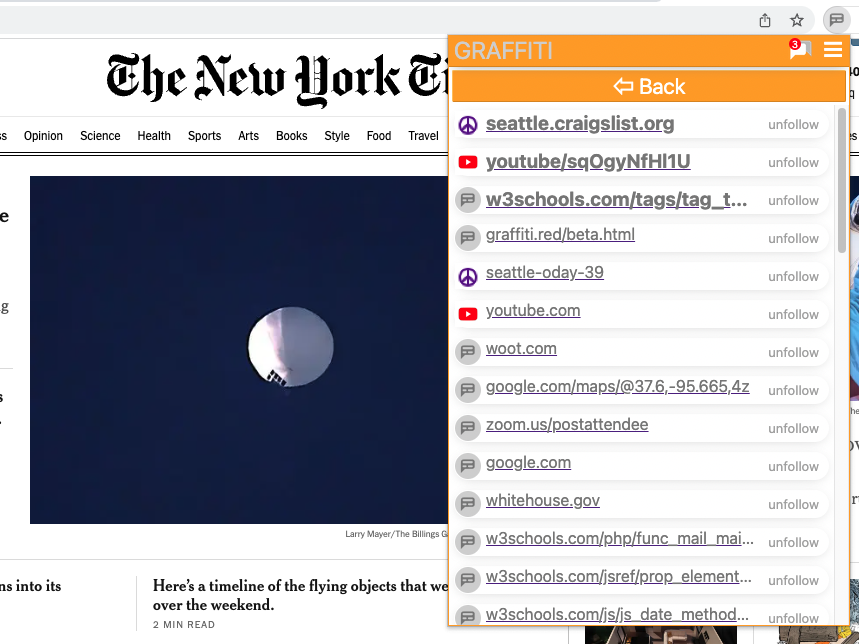 GRAFFITI
3
The New York Ti
Opinion Science Health Sports Arts Books Style Food Travel
Back
seattle.craigslist.org unfollow
youtube/sqOgyNfHl1U unfollow
w3schools.com/tags/tag_t... unfollow
graffiti.red/beta.html unfollow
seattle-oday-39 unfollow
youtube.com unfollow
woot.com unfollow
google.com/maps/@37.6,-95.665,4z unfollow
zoom.us/postattendee unfollow
google.com unfollow
whitehouse.gov unfollow
w3schools.com/php/func_mail_mai... unfollow
w3schools.com/jsref/prop_element... unfollow
w3schools.com/js/js_date_method... unfollow
Larry Mayer/The Billings G
ns into its
Here's a timeline of the flying objects that we
over the weekend.
2 MIN READ